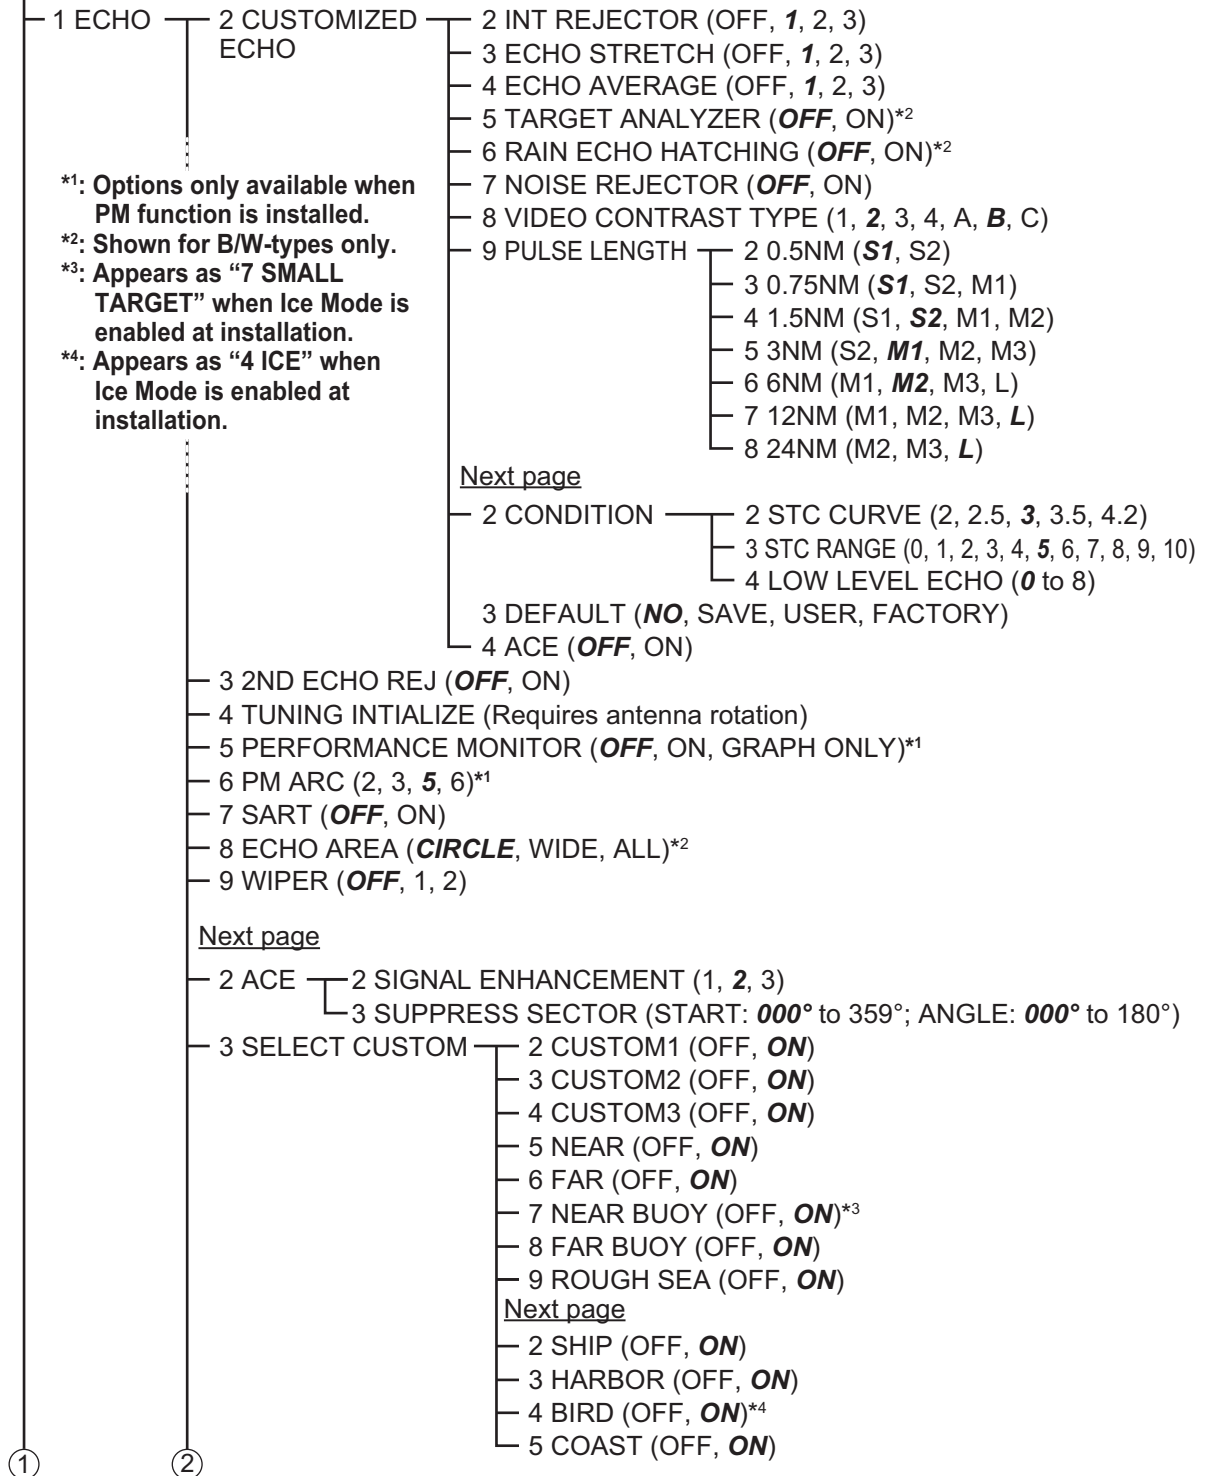 1 ECHO
2 CUSTOMIZED
ECHO
2 INT REJECTOR (OFF, 1, 2, 3)
3 ECHO STRETCH (OFF, 1, 2, 3)
4 ECHO AVERAGE (OFF, 1, 2, 3)
5 TARGET ANALYZER (OFF, ON)*2
6 RAIN ECHO HATCHING (OFF, ON)*2
7 NOISE REJECTOR (OFF, ON)
8 VIDEO CONTRAST TYPE (1, 2, 3, 4, A, B, C)
9 PULSE LENGTH
2 0.5NM (S1, S2)
3 0.75NM (S1, S2, M1)
4 1.5NM (S1, S2, M1, M2)
5 3NM (S2, M1, M2, M3)
6 6NM (M1, M2, M3, L)
7 12NM (M1, M2, M3, L)
8 24NM (M2, M3, L)
*1: Options only available when
PM function is installed.
*2: Shown for B/W-types only.
*3: Appears as “7 SMALL
TARGET” when Ice Mode is
enabled at installation.
*4: Appears as “4 ICE” when
Ice Mode is enabled at
installation.
Next page
2 CONDITION
2 STC CURVE (2, 2.5, 3, 3.5, 4.2)
3 STC RANGE (0, 1, 2, 3, 4, 5, 6, 7, 8, 9, 10)
4 LOW LEVEL ECHO (0 to 8)
3 DEFAULT (NO, SAVE, USER, FACTORY)
4 ACE (OFF, ON)
3 2ND ECHO REJ (OFF, ON)
4 TUNING INTIALIZE (Requires antenna rotation)
5 PERFORMANCE MONITOR (OFF, ON, GRAPH ONLY)*1
6 PM ARC (2, 3, 5, 6)*1
7 SART (OFF, ON)
8 ECHO AREA (CIRCLE, WIDE, ALL)*2
9 WIPER (OFF, 1, 2)
Next page
2 ACE
2 SIGNAL ENHANCEMENT (1, 2, 3)
3 SUPPRESS SECTOR (START: 000° to 359°; ANGLE: 000° to 180°)
3 SELECT CUSTOM
2 CUSTOM1 (OFF, ON)
3 CUSTOM2 (OFF, ON)
4 CUSTOM3 (OFF, ON)
5 NEAR (OFF, ON)
6 FAR (OFF, ON)
7 NEAR BUOY (OFF, ON)*3
8 FAR BUOY (OFF, ON)
9 ROUGH SEA (OFF, ON)
Next page
2 SHIP (OFF, ON)
3 HARBOR (OFF, ON)
4 BIRD (OFF, ON)*4
5 COAST (OFF, ON)
1 2